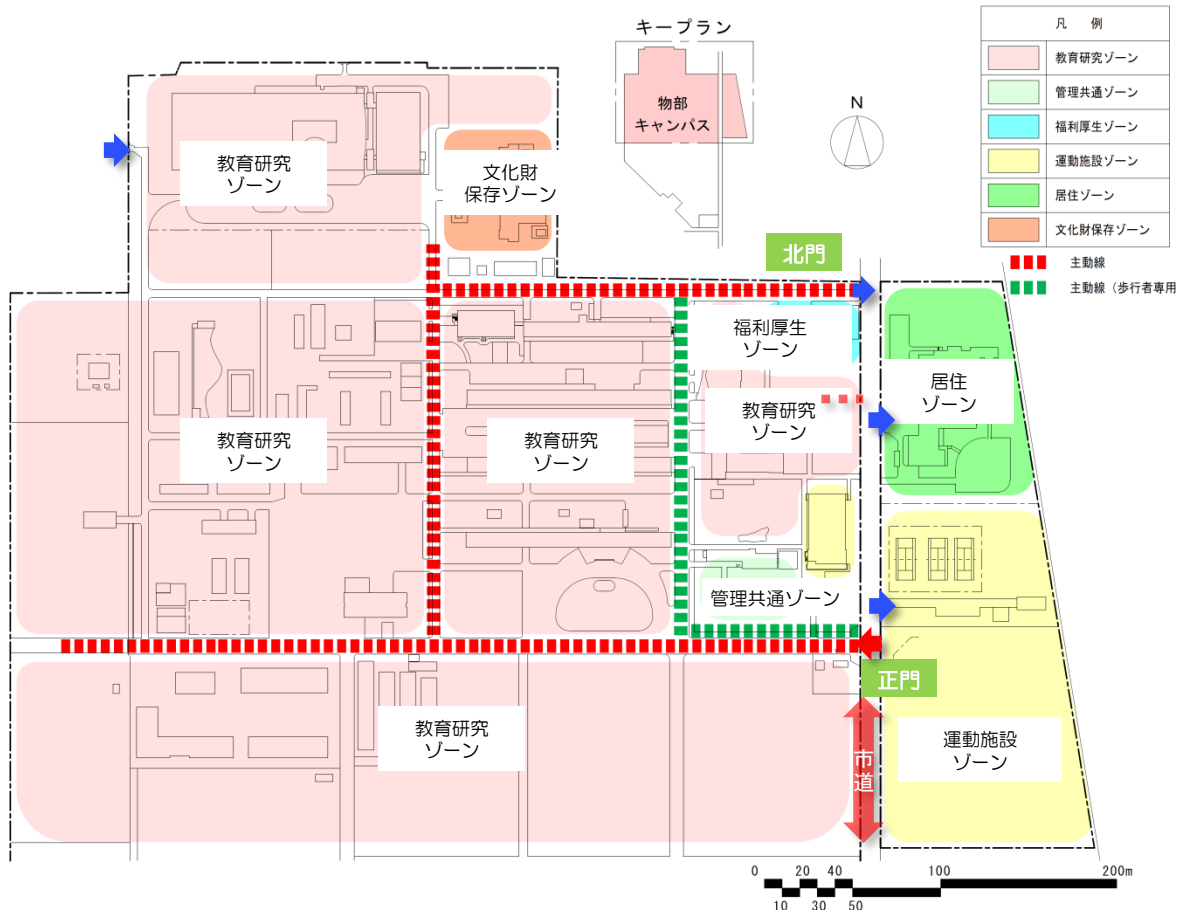 キープラン
物部
キャンパス
N
凡 例
教育研究ゾーン
管理共通ゾーン
福利厚生ゾーン
運動施設ゾーン
居住ゾーン
文化財保存ゾーン
主動線
主動線（歩行者専用
教育研究
ゾーン
文化財
保存ゾーン
北門
福利厚生
ゾーン
居住
ゾーン
教育研究
ゾーン
教育研究
ゾーン
教育研究
ゾーン
管理共通ゾーン
正門
教育研究
ゾーン
市道
運動施設
ゾーン
0 20 40 100 200m
10 30 50